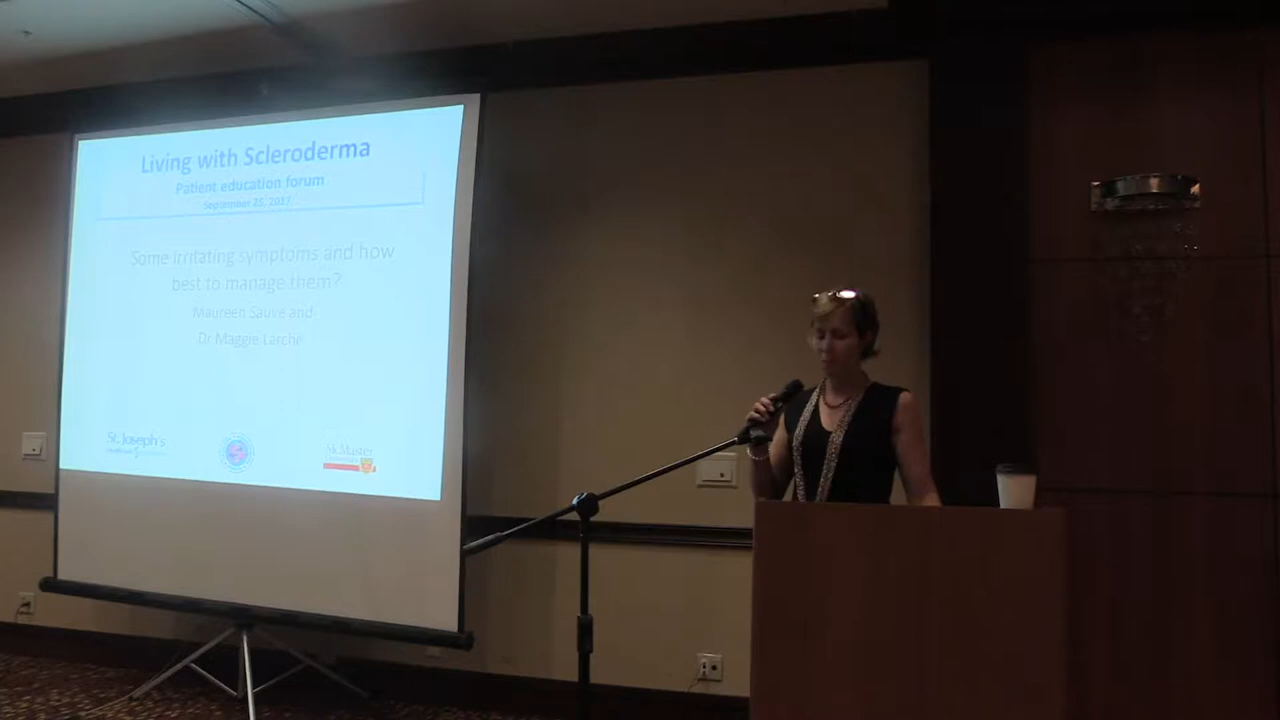 Living with Scleroderma
Patient education forum
September 25, 2017
Some irritating symptoms and how
best to manage them?
Maureen Sauve and
Dr Maggie Larché
St. Joseph's
McMaster